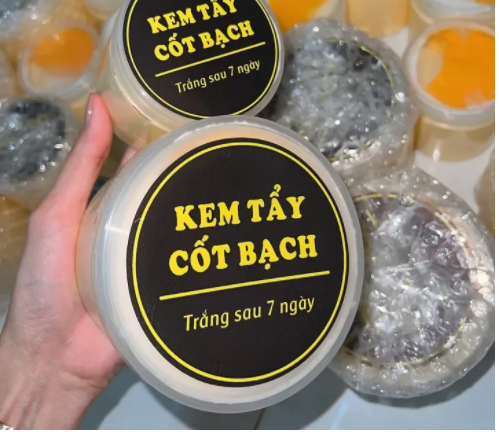 KEM TẨY
CỐT BẠCH
Trắng sau 7 ngày
KEM TẨY
CỐT BẠCH
Trắng sau 7 ngày